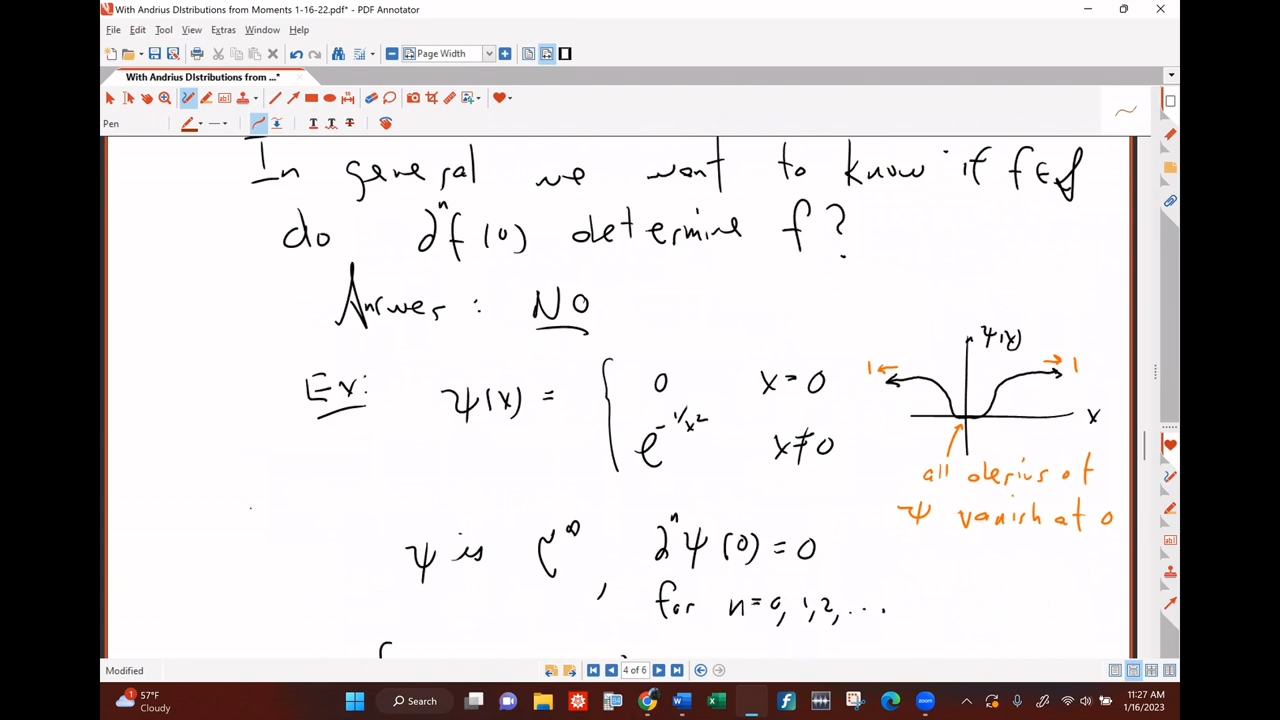 With Andrius DIstributions from Moments 1-16-22.pdf* - PDF Annotator
File Edit Tool View Extras Window Help
Page Width
With Andrius DIstributions from ...*
Pen
In general we want to know if f ∈ 𝒮
do ∂ⁿf(0) determine f?
Answer: NO
Ex: ψ(x) = { 0 x = 0
e^{-1/x²} x ≠ 0
ψ(x)
1 ← → 1
x
all derivs of
ψ vanish at 0
ψ is C^∞, ∂ⁿψ(0) = 0
for n = 0, 1, 2, ...
Modified
4 of 6
1
57°F
Cloudy
Search
zoom
11:27 AM
1/16/2023